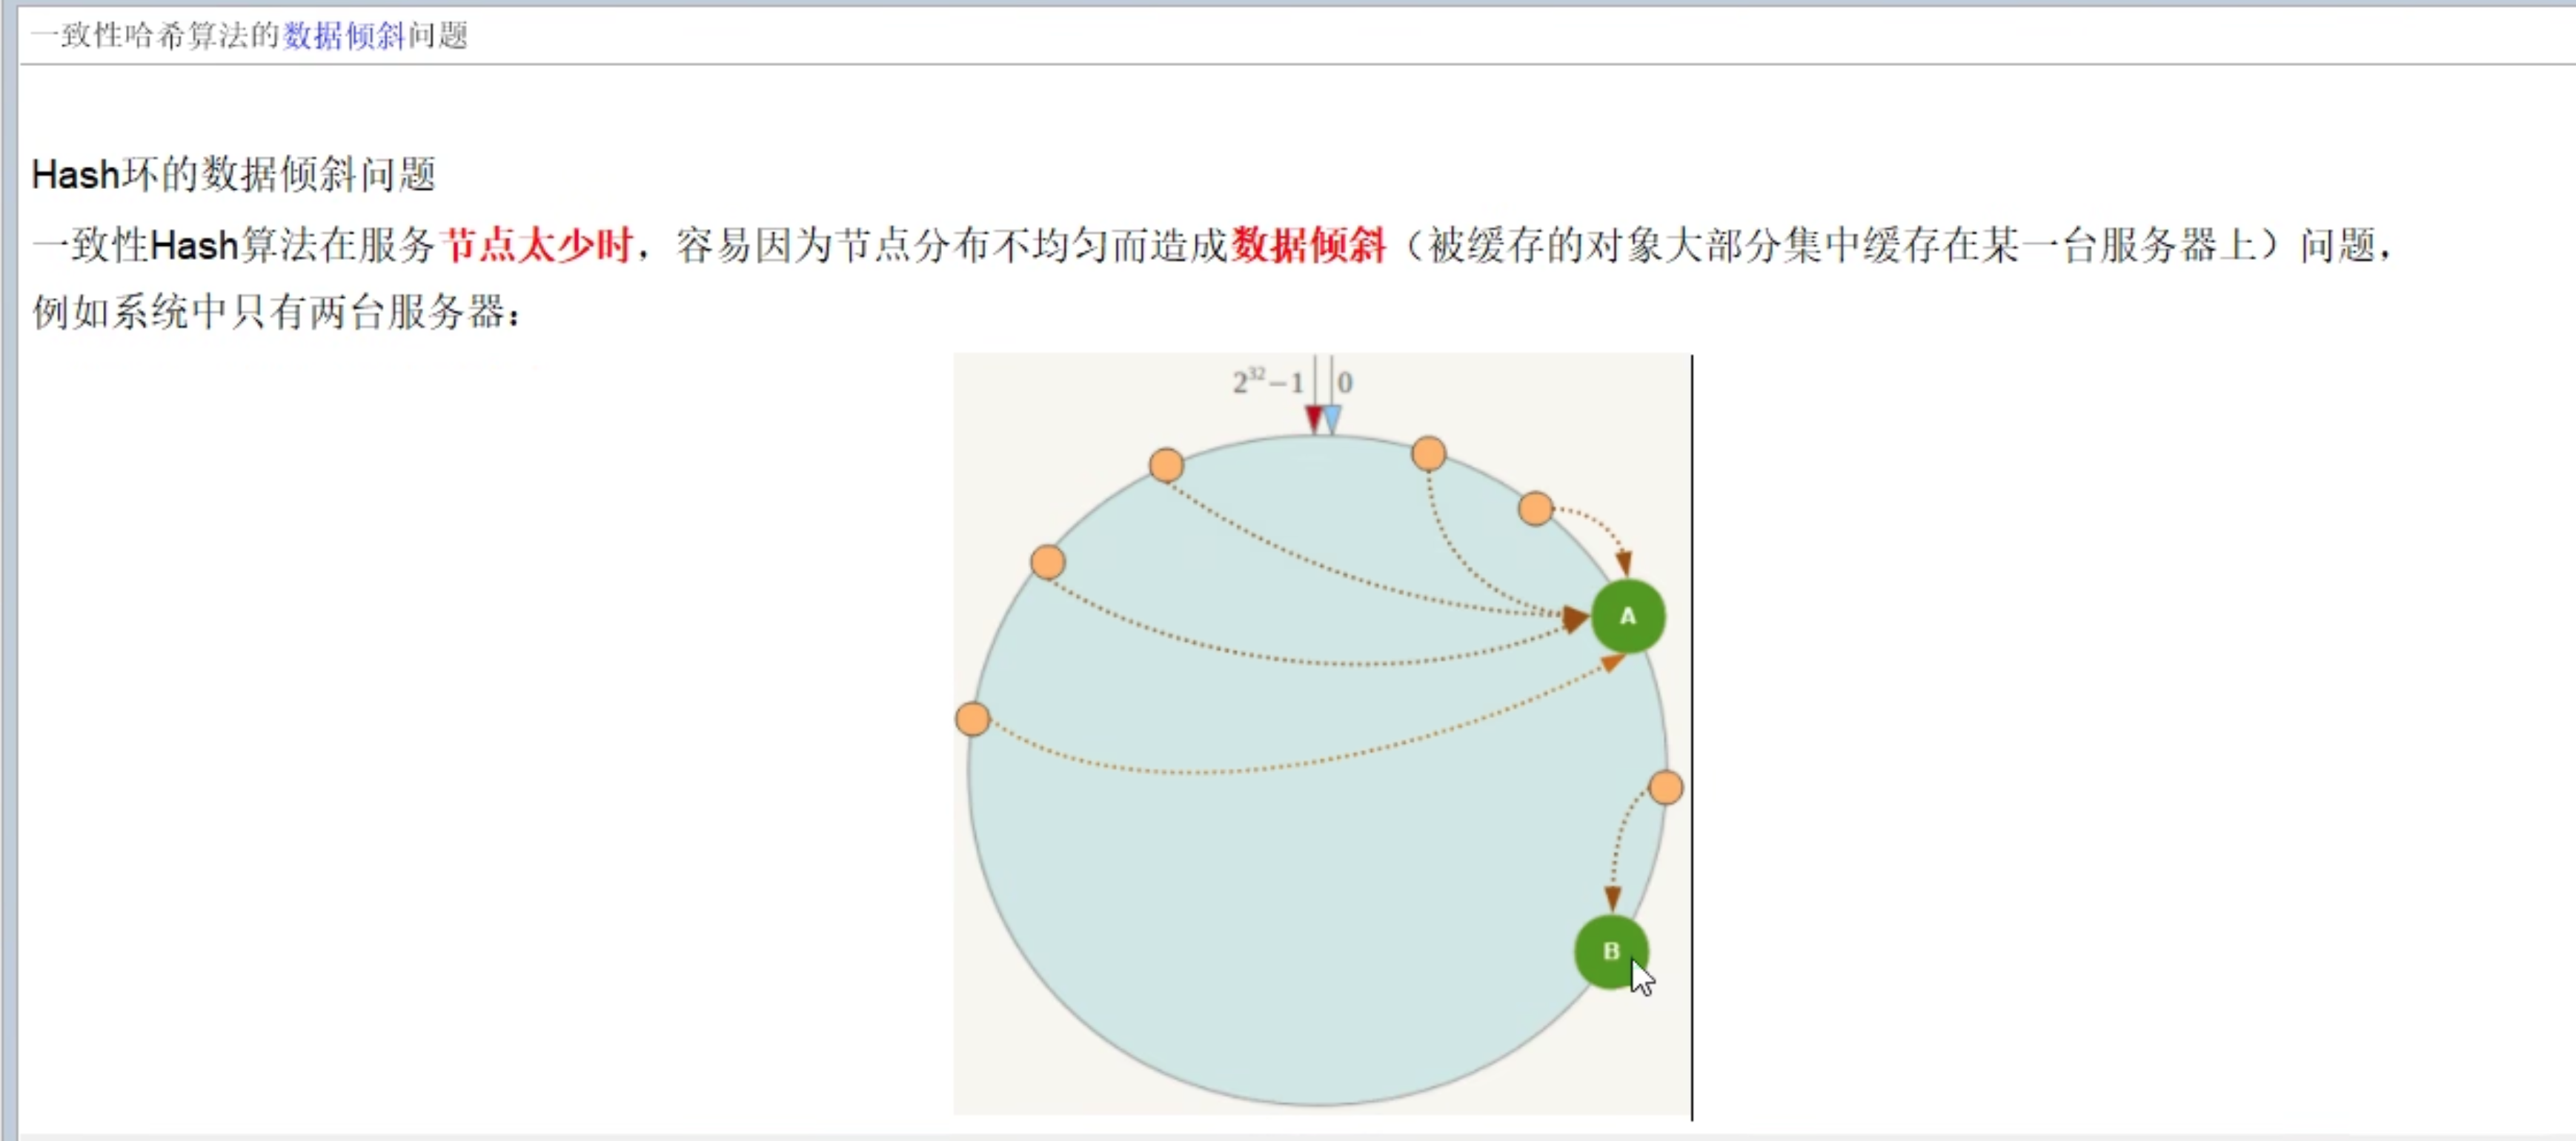 一致性哈希算法的数据倾斜问题
Hash环的数据倾斜问题
一致性Hash算法在服务节点太少时，容易因为节点分布不均匀而造成数据倾斜（被缓存的对象大部分集中缓存在某一台服务器上）问题，
例如系统中只有两台服务器：
2³²−1 0
A
B